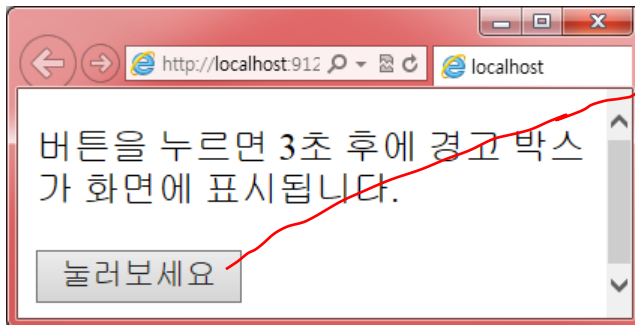 http://localhost:912
localhost
버튼을 누르면 3초 후에 경고 박스
가 화면에 표시됩니다.
눌러보세요